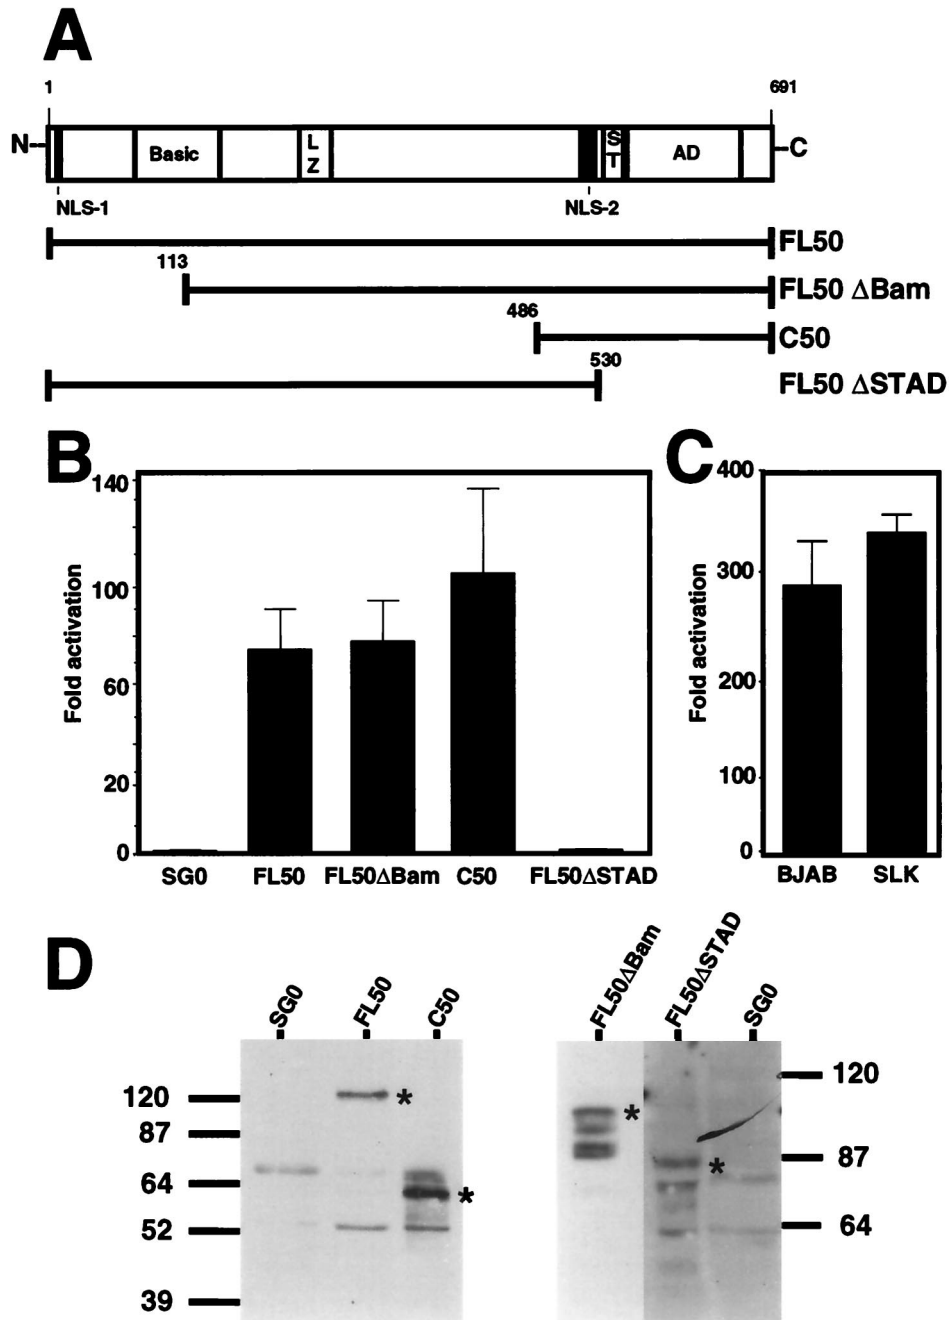 A
1 691
N Basic L Z S T AD C
NLS-1 NLS-2
FL50
113
FL50 ΔBam
486
C50
530
FL50 ΔSTAD
B
140
100
60
20
0
Fold activation
SG0 FL50 FL50ΔBam C50 FL50ΔSTAD
C
400
300
200
100
0
Fold activation
BJAB SLK
D
SG0 FL50 C50 FL50ΔBam FL50ΔSTAD SG0
120
87
64
52
39
* *
* *
120
87
64